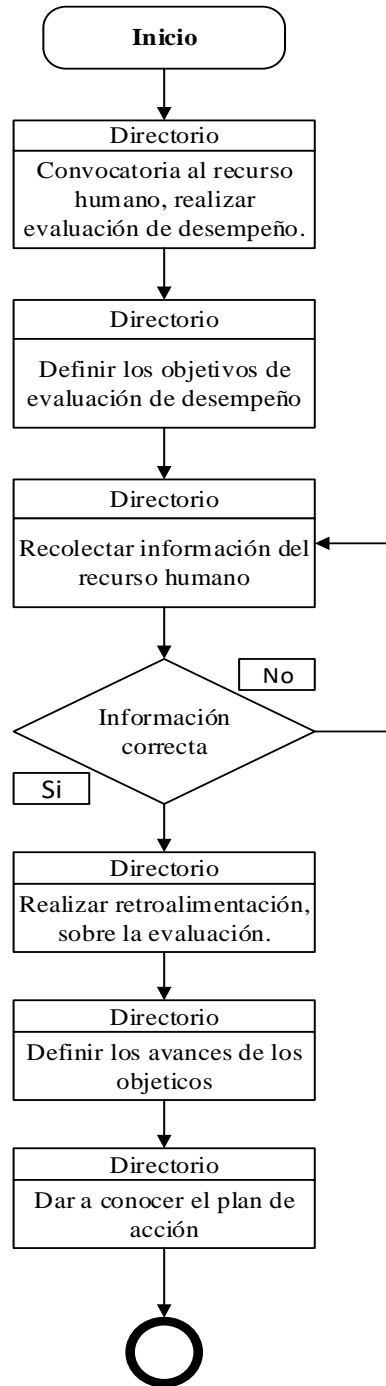 Inicio
Directorio
Convocatoria al recurso
humano, realizar
evaluación de desempeño.
Directorio
Definir los objetivos de
evaluación de desempeño
Directorio
Recolectar información del
recurso humano
No
Información
correcta
Si
Directorio
Realizar retroalimentación,
sobre la evaluación.
Directorio
Definir los avances de los
objeticos
Directorio
Dar a conocer el plan de
acción